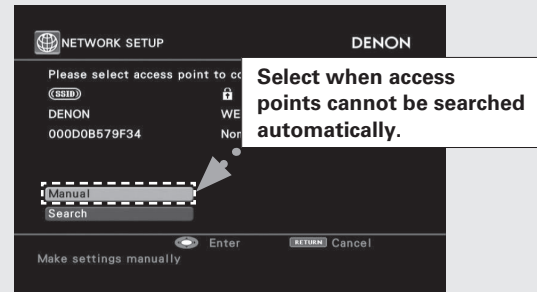 NETWORK SETUP DENON
Please select access point to co
(SSID)
DENON WE
000D0B579F34 Non
Select when access
points cannot be searched
automatically.
Manual
Search
Enter RETURN Cancel
Make settings manually